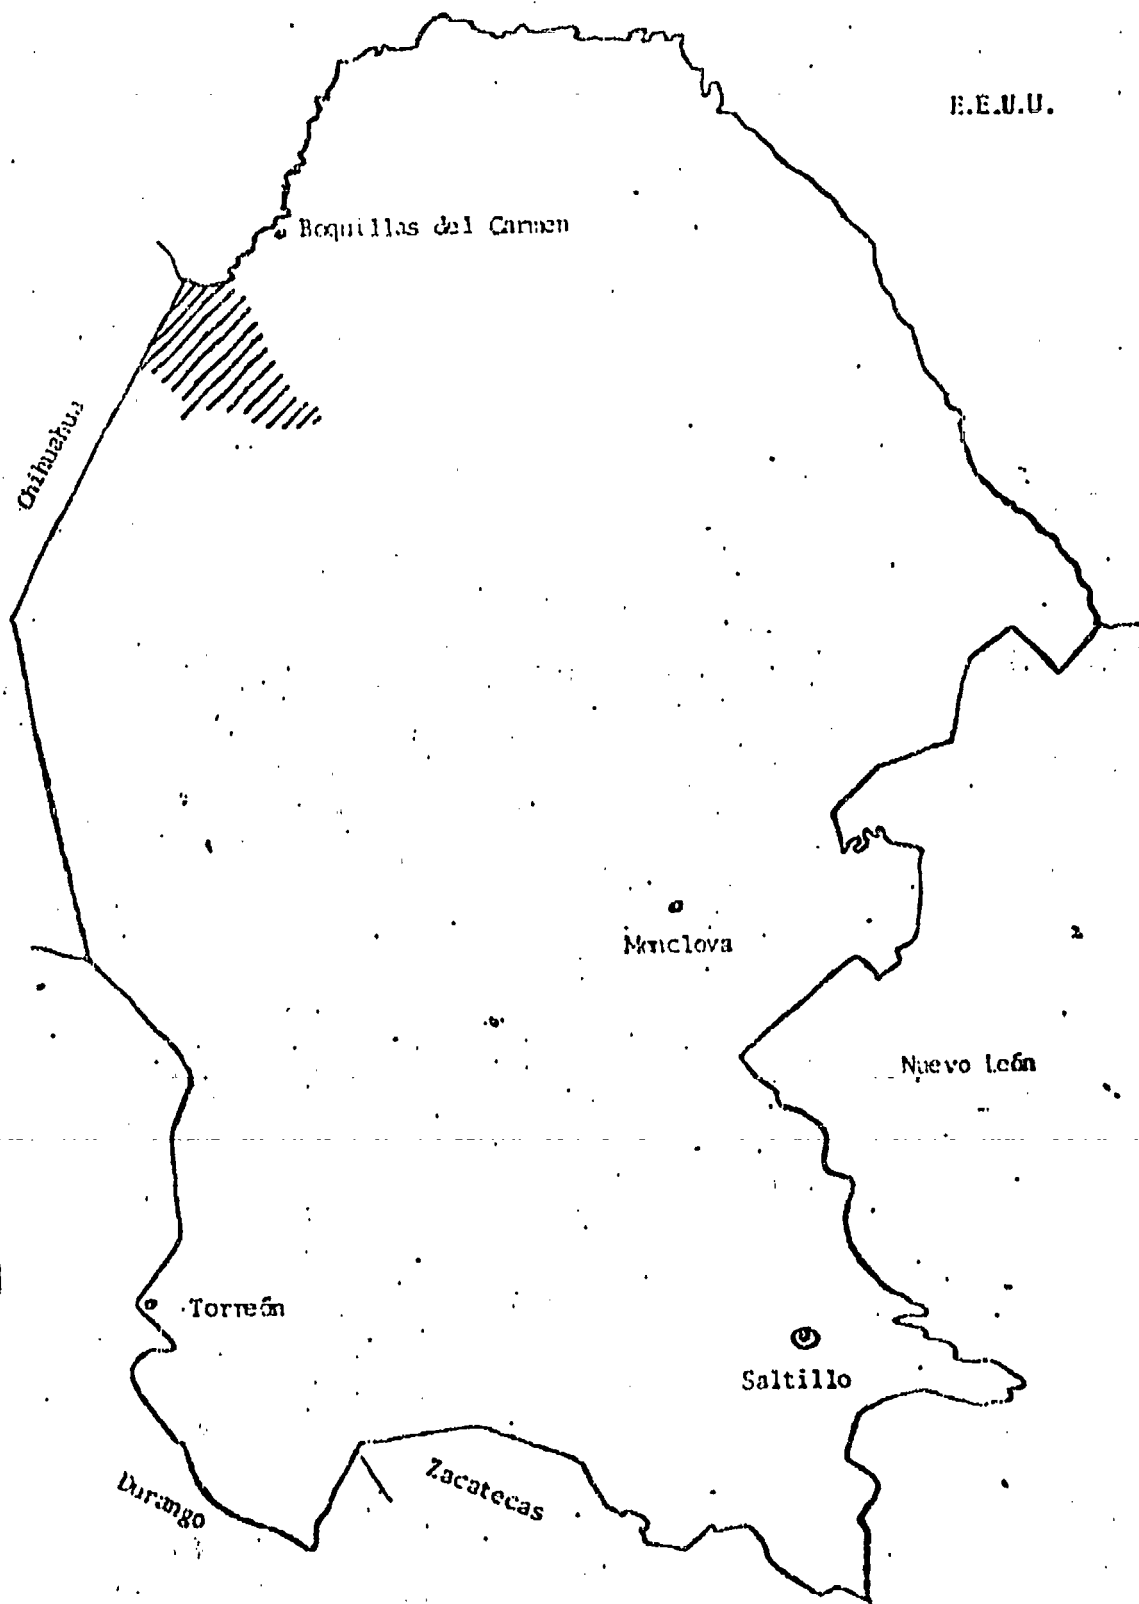 E.E.U.U.
Boquillas del Carmen
Chihuahua
Monclova
Nuevo León
Torreón
Saltillo
Zacatecas
Durango